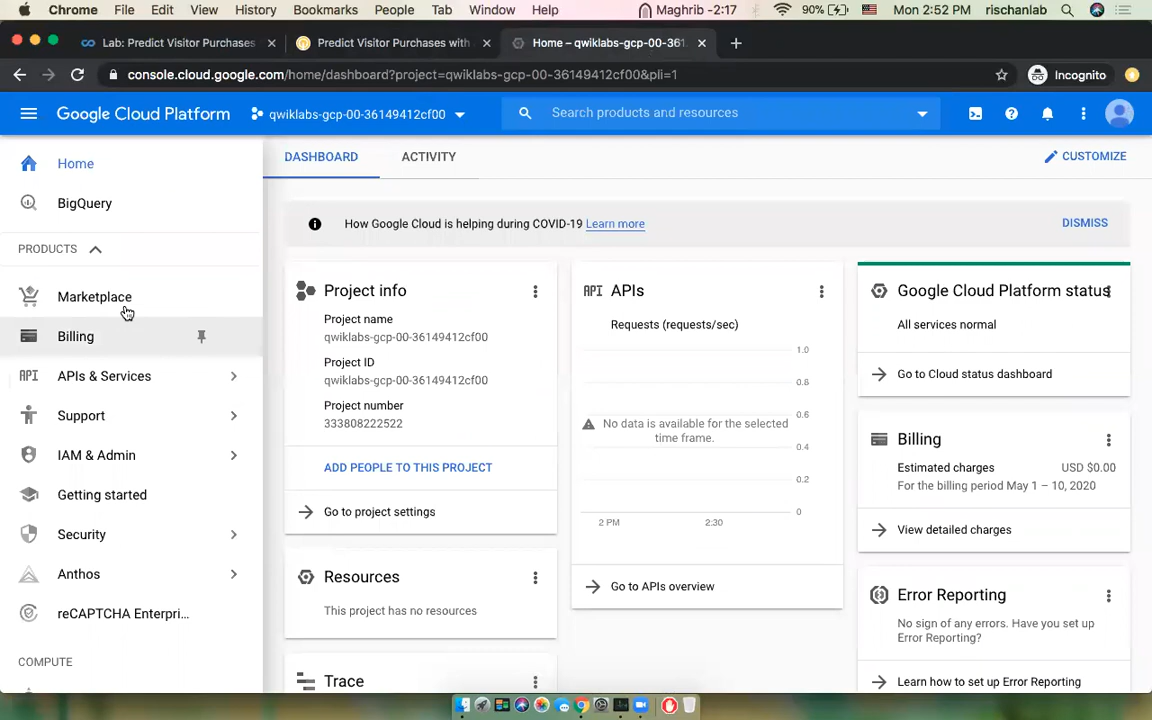 Chrome File Edit View History Bookmarks People Tab Window Help Maghrib -2:17 90% Mon 2:52 PM rischanlab
Lab: Predict Visitor Purchases
Predict Visitor Purchases with
Home – qwiklabs-gcp-00-361
console.cloud.google.com/home/dashboard?project=qwiklabs-gcp-00-36149412cf00&pli=1
Incognito
Google Cloud Platform
qwiklabs-gcp-00-36149412cf00
Search products and resources
Home
BigQuery
PRODUCTS
Marketplace
Billing
API APIs & Services
Support
IAM & Admin
Getting started
Security
Anthos
reCAPTCHA Enterpri...
COMPUTE
DASHBOARD
ACTIVITY
CUSTOMIZE
How Google Cloud is helping during COVID-19 Learn more
DISMISS
Project info
Project name
qwiklabs-gcp-00-36149412cf00
Project ID
qwiklabs-gcp-00-36149412cf00
Project number
333808222522
ADD PEOPLE TO THIS PROJECT
Go to project settings
Resources
This project has no resources
Trace
API APIs
Requests (requests/sec)
1.0
0.8
0.6
No data is available for the selected
time frame.
0.4
0.2
0
2 PM
2:30
Go to APIs overview
Google Cloud Platform status
All services normal
Go to Cloud status dashboard
Billing
Estimated charges USD $0.00
For the billing period May 1 – 10, 2020
View detailed charges
Error Reporting
No sign of any errors. Have you set up
Error Reporting?
Learn how to set up Error Reporting